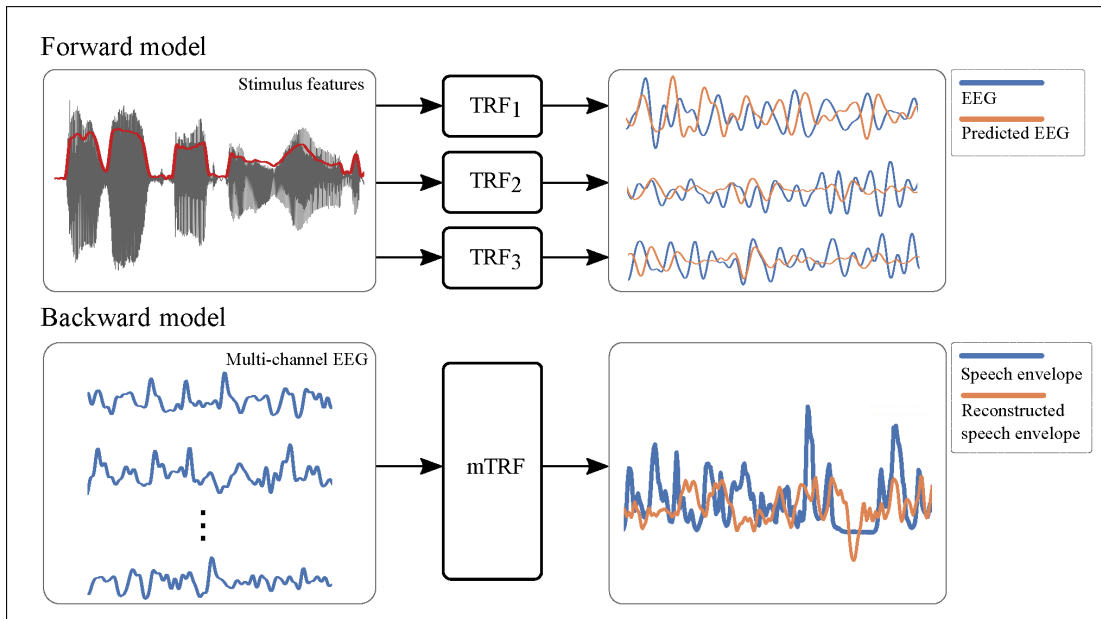 Forward model
Stimulus features
TRF1
TRF2
TRF3
EEG
Predicted EEG
Backward model
Multi-channel EEG
mTRF
Speech envelope
Reconstructed
speech envelope